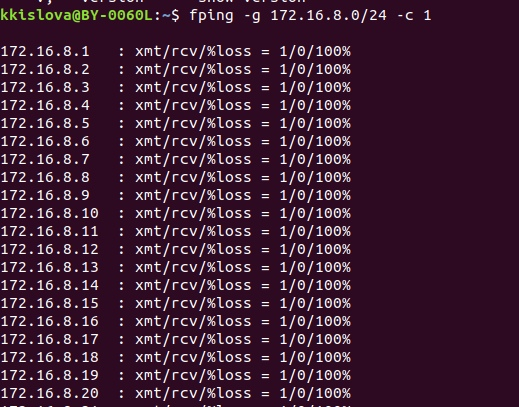 kkislova@BY-0060L:~$ fping -g 172.16.8.0/24 -c 1
172.16.8.1 : xmt/rcv/%loss = 1/0/100%
172.16.8.2 : xmt/rcv/%loss = 1/0/100%
172.16.8.3 : xmt/rcv/%loss = 1/0/100%
172.16.8.4 : xmt/rcv/%loss = 1/0/100%
172.16.8.5 : xmt/rcv/%loss = 1/0/100%
172.16.8.6 : xmt/rcv/%loss = 1/0/100%
172.16.8.7 : xmt/rcv/%loss = 1/0/100%
172.16.8.8 : xmt/rcv/%loss = 1/0/100%
172.16.8.9 : xmt/rcv/%loss = 1/0/100%
172.16.8.10 : xmt/rcv/%loss = 1/0/100%
172.16.8.11 : xmt/rcv/%loss = 1/0/100%
172.16.8.12 : xmt/rcv/%loss = 1/0/100%
172.16.8.13 : xmt/rcv/%loss = 1/0/100%
172.16.8.14 : xmt/rcv/%loss = 1/0/100%
172.16.8.15 : xmt/rcv/%loss = 1/0/100%
172.16.8.16 : xmt/rcv/%loss = 1/0/100%
172.16.8.17 : xmt/rcv/%loss = 1/0/100%
172.16.8.18 : xmt/rcv/%loss = 1/0/100%
172.16.8.19 : xmt/rcv/%loss = 1/0/100%
172.16.8.20 : xmt/rcv/%loss = 1/0/100%